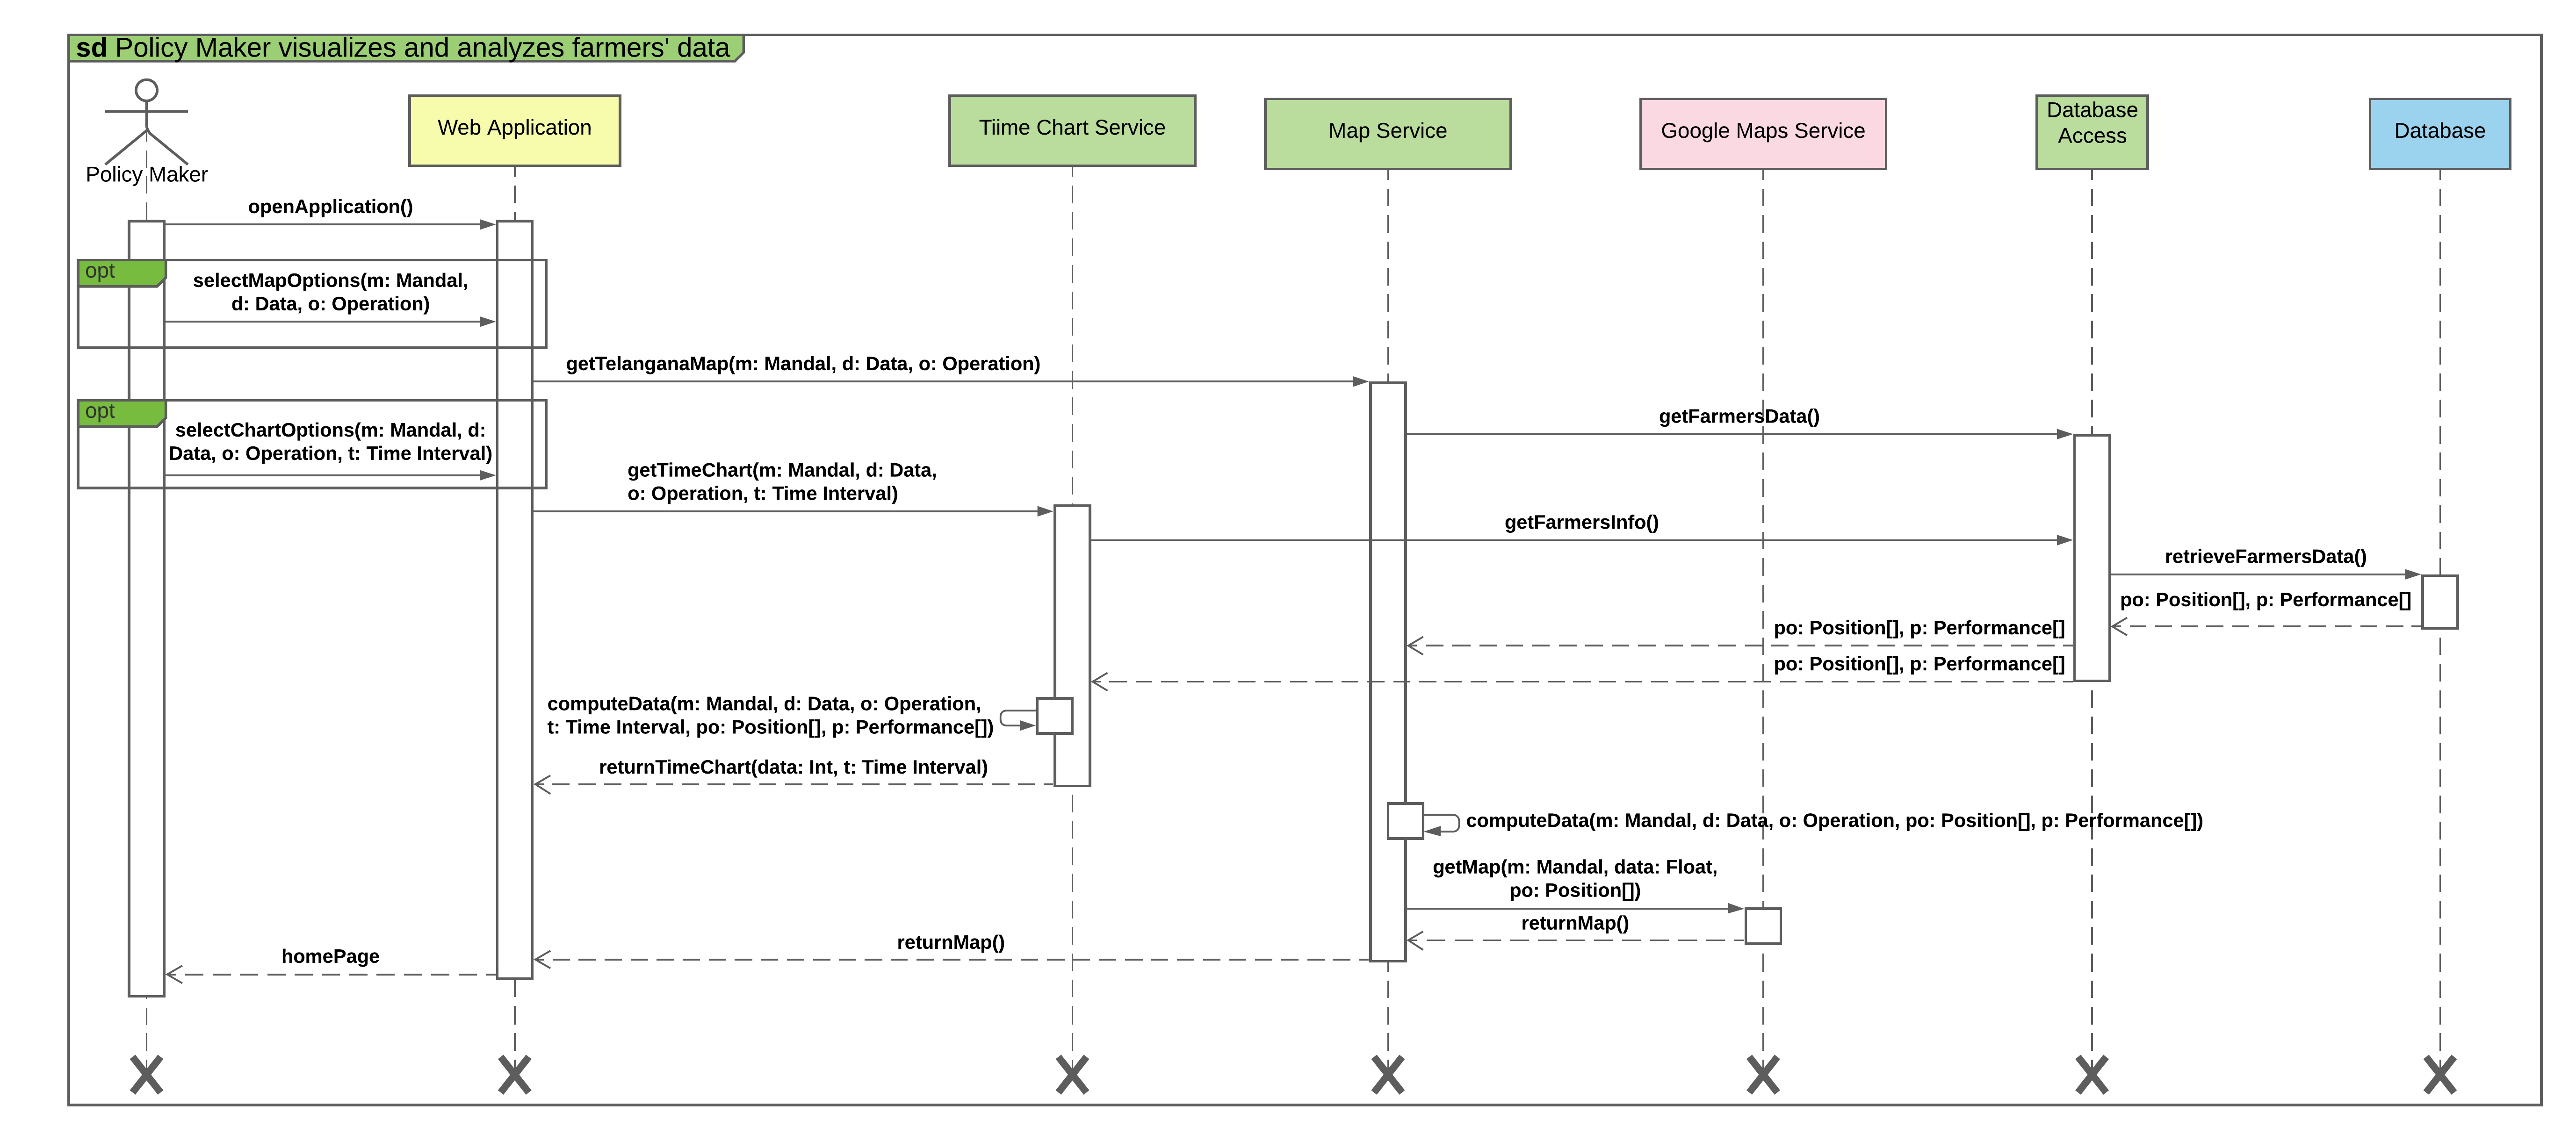 sd Policy Maker visualizes and analyzes farmers' data
Policy Maker
Web Application
Tiime Chart Service
Map Service
Google Maps Service
Database
Access
Database
openApplication()
opt
selectMapOptions(m: Mandal,
d: Data, o: Operation)
getTelanganaMap(m: Mandal, d: Data, o: Operation)
opt
selectChartOptions(m: Mandal, d:
Data, o: Operation, t: Time Interval)
getFarmersData()
getTimeChart(m: Mandal, d: Data,
o: Operation, t: Time Interval)
getFarmersInfo()
retrieveFarmersData()
po: Position[], p: Performance[]
po: Position[], p: Performance[]
po: Position[], p: Performance[]
computeData(m: Mandal, d: Data, o: Operation,
t: Time Interval, po: Position[], p: Performance[])
returnTimeChart(data: Int, t: Time Interval)
computeData(m: Mandal, d: Data, o: Operation, po: Position[], p: Performance[])
getMap(m: Mandal, data: Float,
po: Position[])
returnMap()
returnMap()
homePage